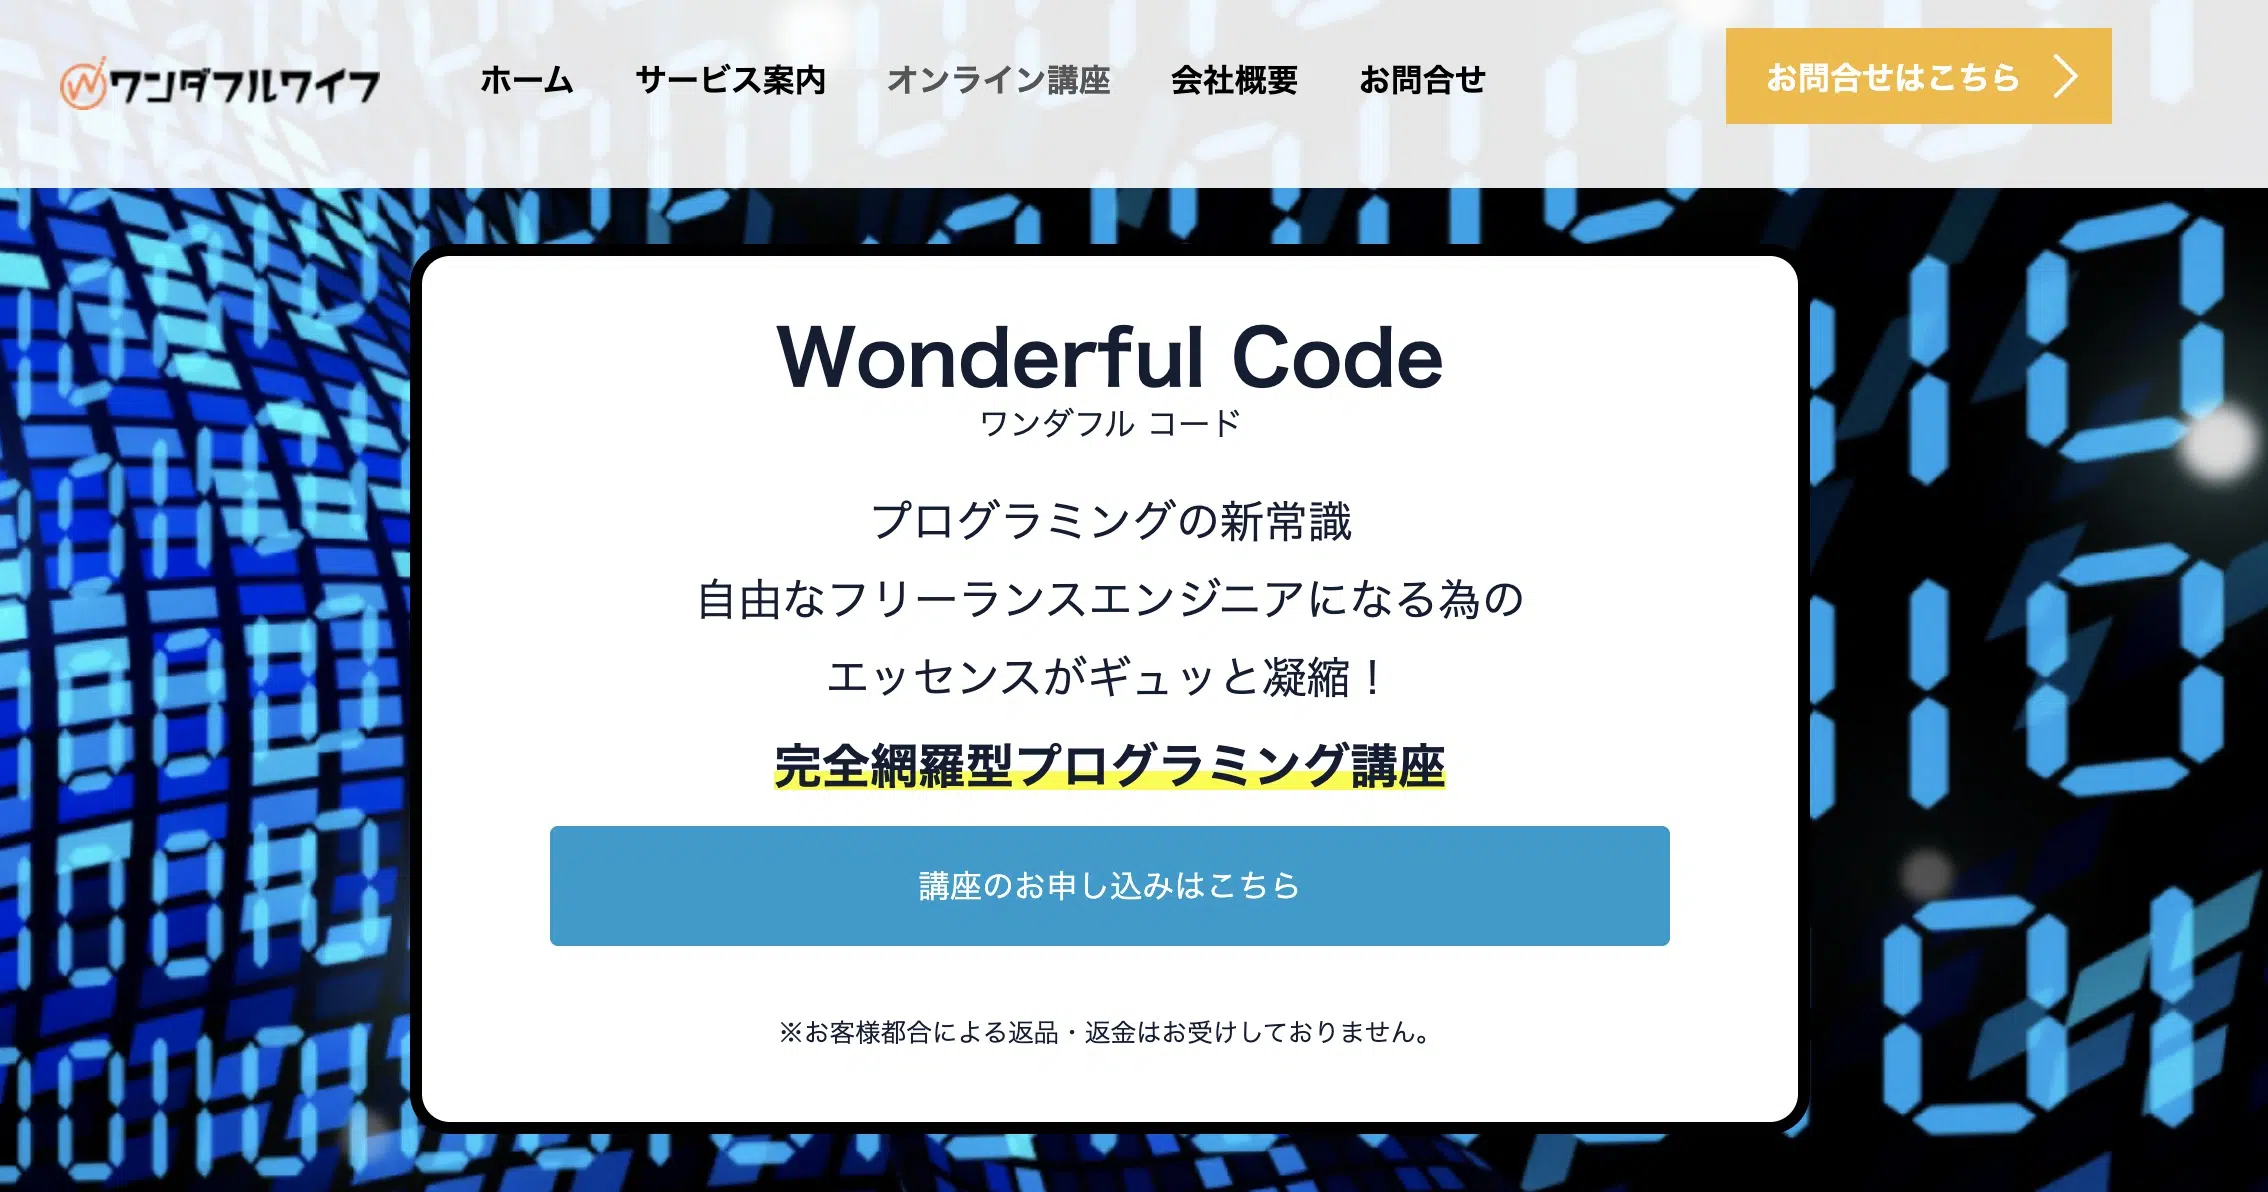 ワンダフルワイフ
ホーム
サービス案内
オンライン講座
会社概要
お問合せ
お問合せはこちら
Wonderful Code
ワンダフル コード
プログラミングの新常識
自由なフリーランスエンジニアになる為の
エッセンスがギュッと凝縮！
完全網羅型プログラミング講座
講座のお申し込みはこちら
※お客様都合による返品・返金はお受けしておりません。